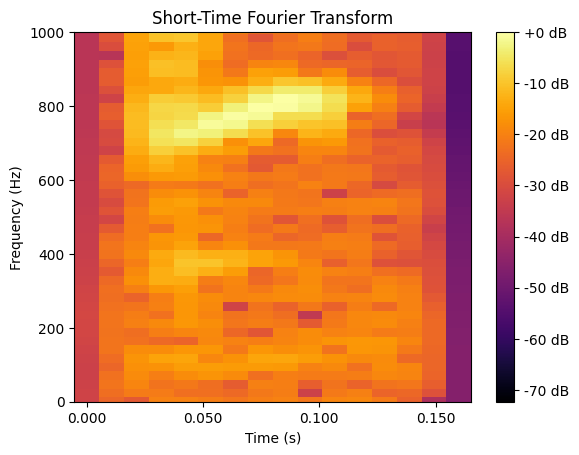 Short-Time Fourier Transform
1000
800
600
400
200
0
Frequency (Hz)
0.000
0.050
0.100
0.150
Time (s)
+0 dB
-10 dB
-20 dB
-30 dB
-40 dB
-50 dB
-60 dB
-70 dB